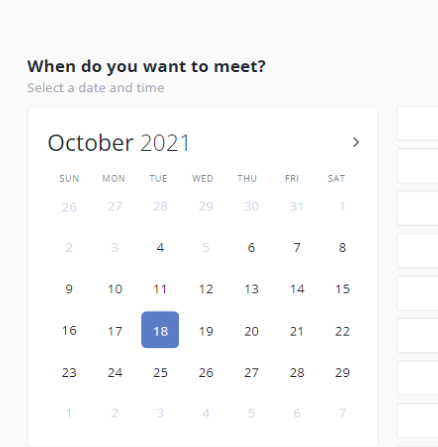 When do you want to meet?
Select a date and time
October 2021 >
SUN MON TUE WED THU FRI SAT
26 27 28 29 30 31 1
2 3 4 5 6 7 8
9 10 11 12 13 14 15
16 17 18 19 20 21 22
23 24 25 26 27 28 29
1 2 3 4 5 6 7